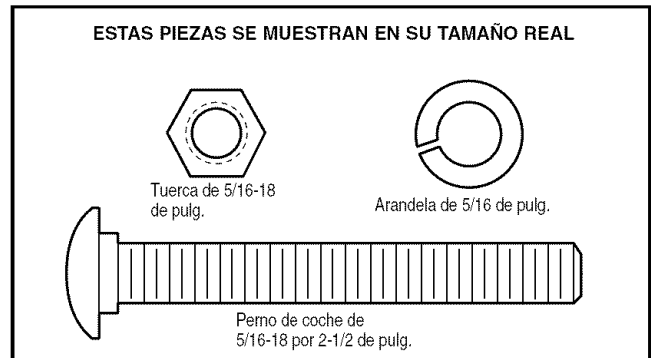 ESTAS PIEZAS SE MUESTRAN EN SU TAMAÑO REAL
Tuerca de 5/16-18
de pulg.
Arandela de 5/16 de pulg.
Perno de coche de
5/16-18 por 2-1/2 de pulg.